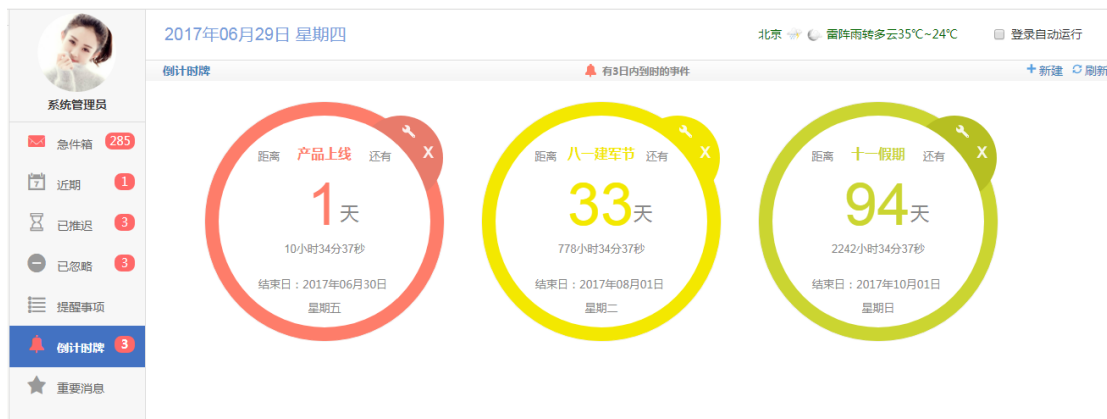 系统管理员
急件箱 285
近期 1
已推迟 3
已忽略 3
提醒事项
倒计时牌 3
重要消息
2017年06月29日 星期四
北京 雷阵雨转多云35℃~24℃
登录自动运行
倒计时牌
有3日内到时的事件
新建 刷新
距离 产品上线 还有
X
1天
10小时34分37秒
结束日：2017年06月30日
星期五
距离 八一建军节 还有
X
33天
778小时34分37秒
结束日：2017年08月01日
星期二
距离 十一假期 还有
X
94天
2242小时34分37秒
结束日：2017年10月01日
星期日